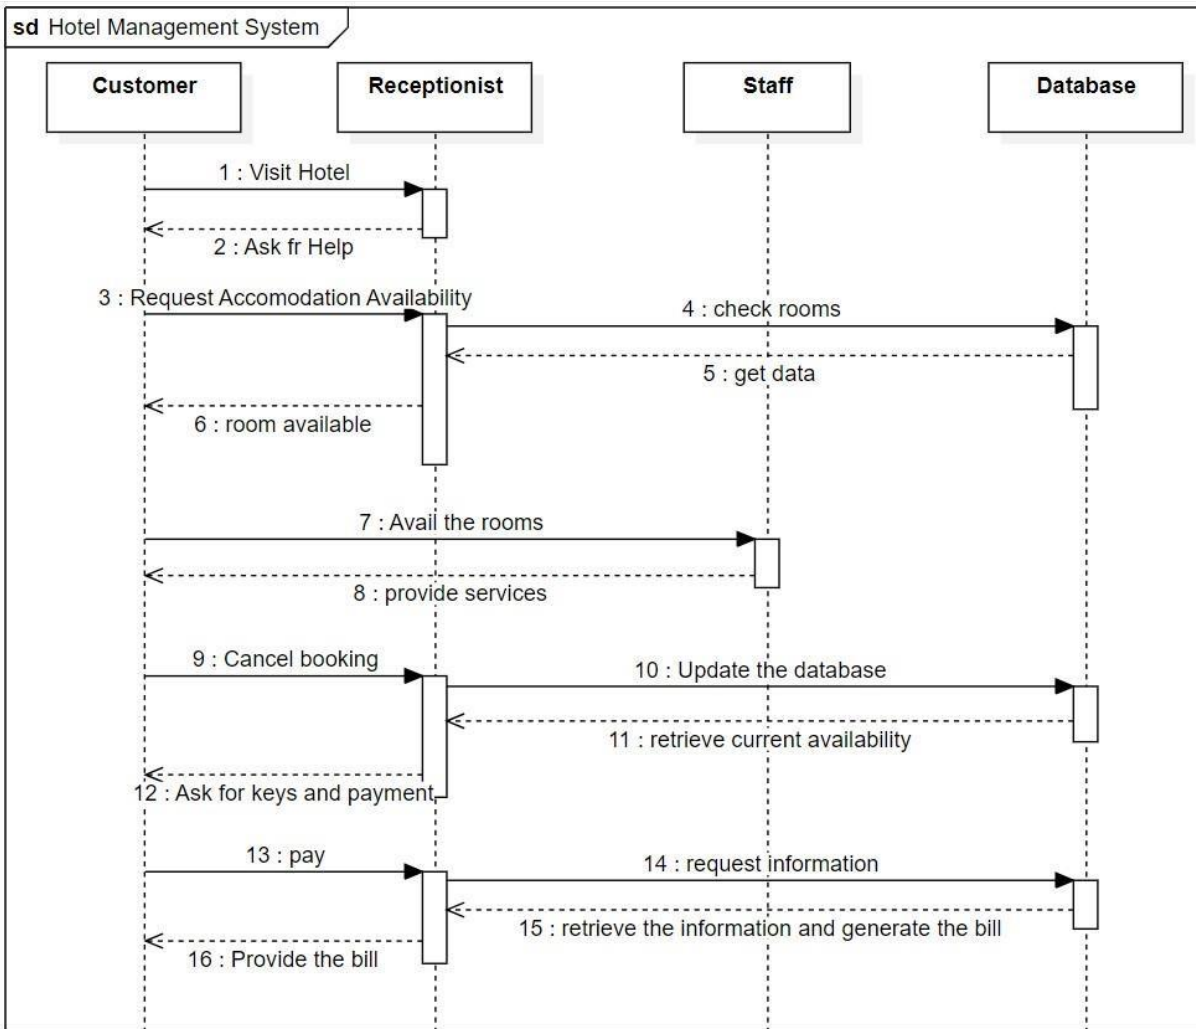 sd Hotel Management System
Customer
Receptionist
Staff
Database
1 : Visit Hotel
2 : Ask fr Help
3 : Request Accomodation Availability
4 : check rooms
5 : get data
6 : room available
7 : Avail the rooms
8 : provide services
9 : Cancel booking
10 : Update the database
11 : retrieve current availability
12 : Ask for keys and payment
13 : pay
14 : request information
15 : retrieve the information and generate the bill
16 : Provide the bill